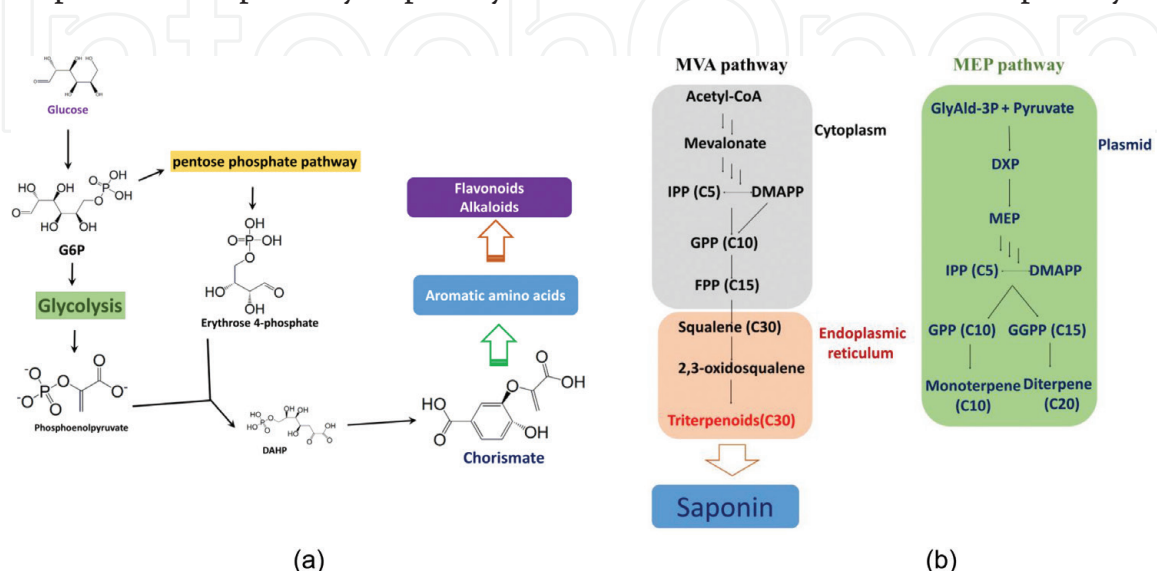 Glucose
G6P
Glycolysis
Phosphoenolpyruvate
pentose phosphate pathway
Erythrose 4-phosphate
DAHP
Chorismate
Aromatic amino acids
Flavonoids
Alkaloids
(a)
MVA pathway
Acetyl-CoA
Mevalonate
IPP (C5) DMAPP
GPP (C10)
FPP (C15)
Cytoplasm
Squalene (C30)
2,3-oxidosqualene
Triterpenoids(C30)
Endoplasmic
reticulum
Saponin
MEP pathway
GlyAld-3P + Pyruvate
DXP
MEP
IPP (C5) DMAPP
GPP (C10) GGPP (C15)
Monoterpene Diterpene
(C10) (C20)
Plasmid
(b)